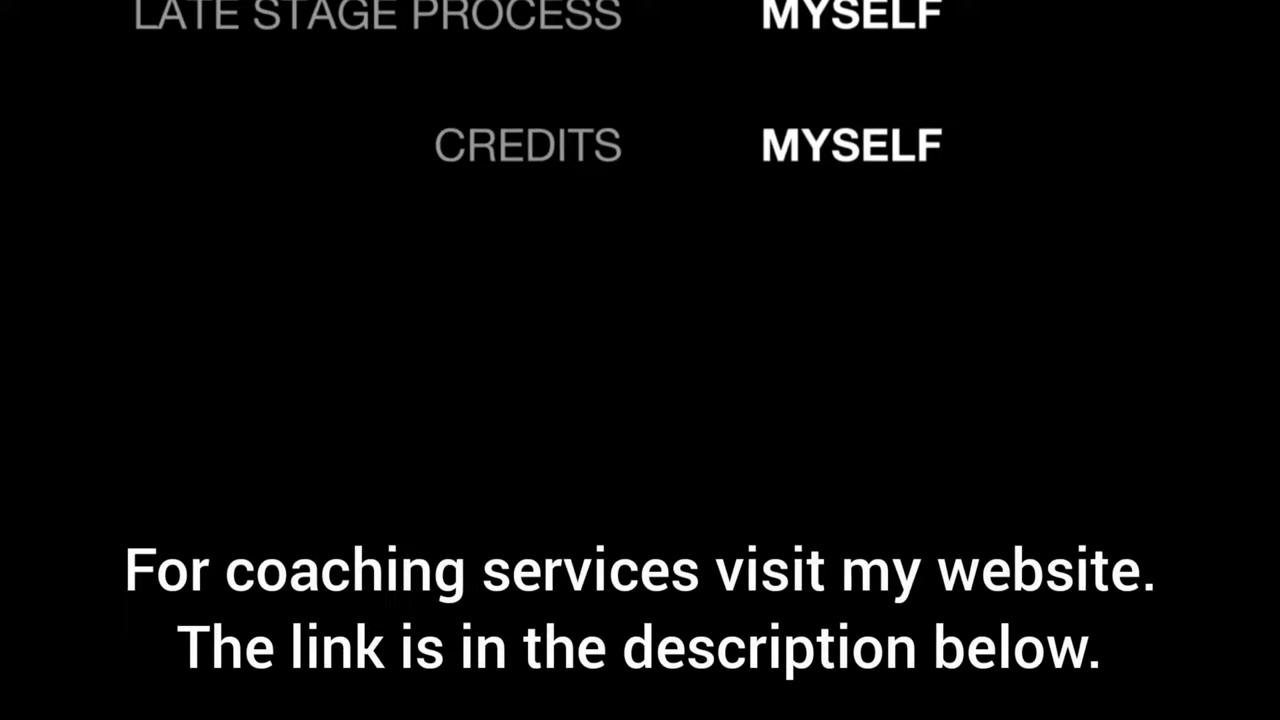 LATE STAGE PROCESS MYSELF
CREDITS MYSELF
For coaching services visit my website.
The link is in the description below.